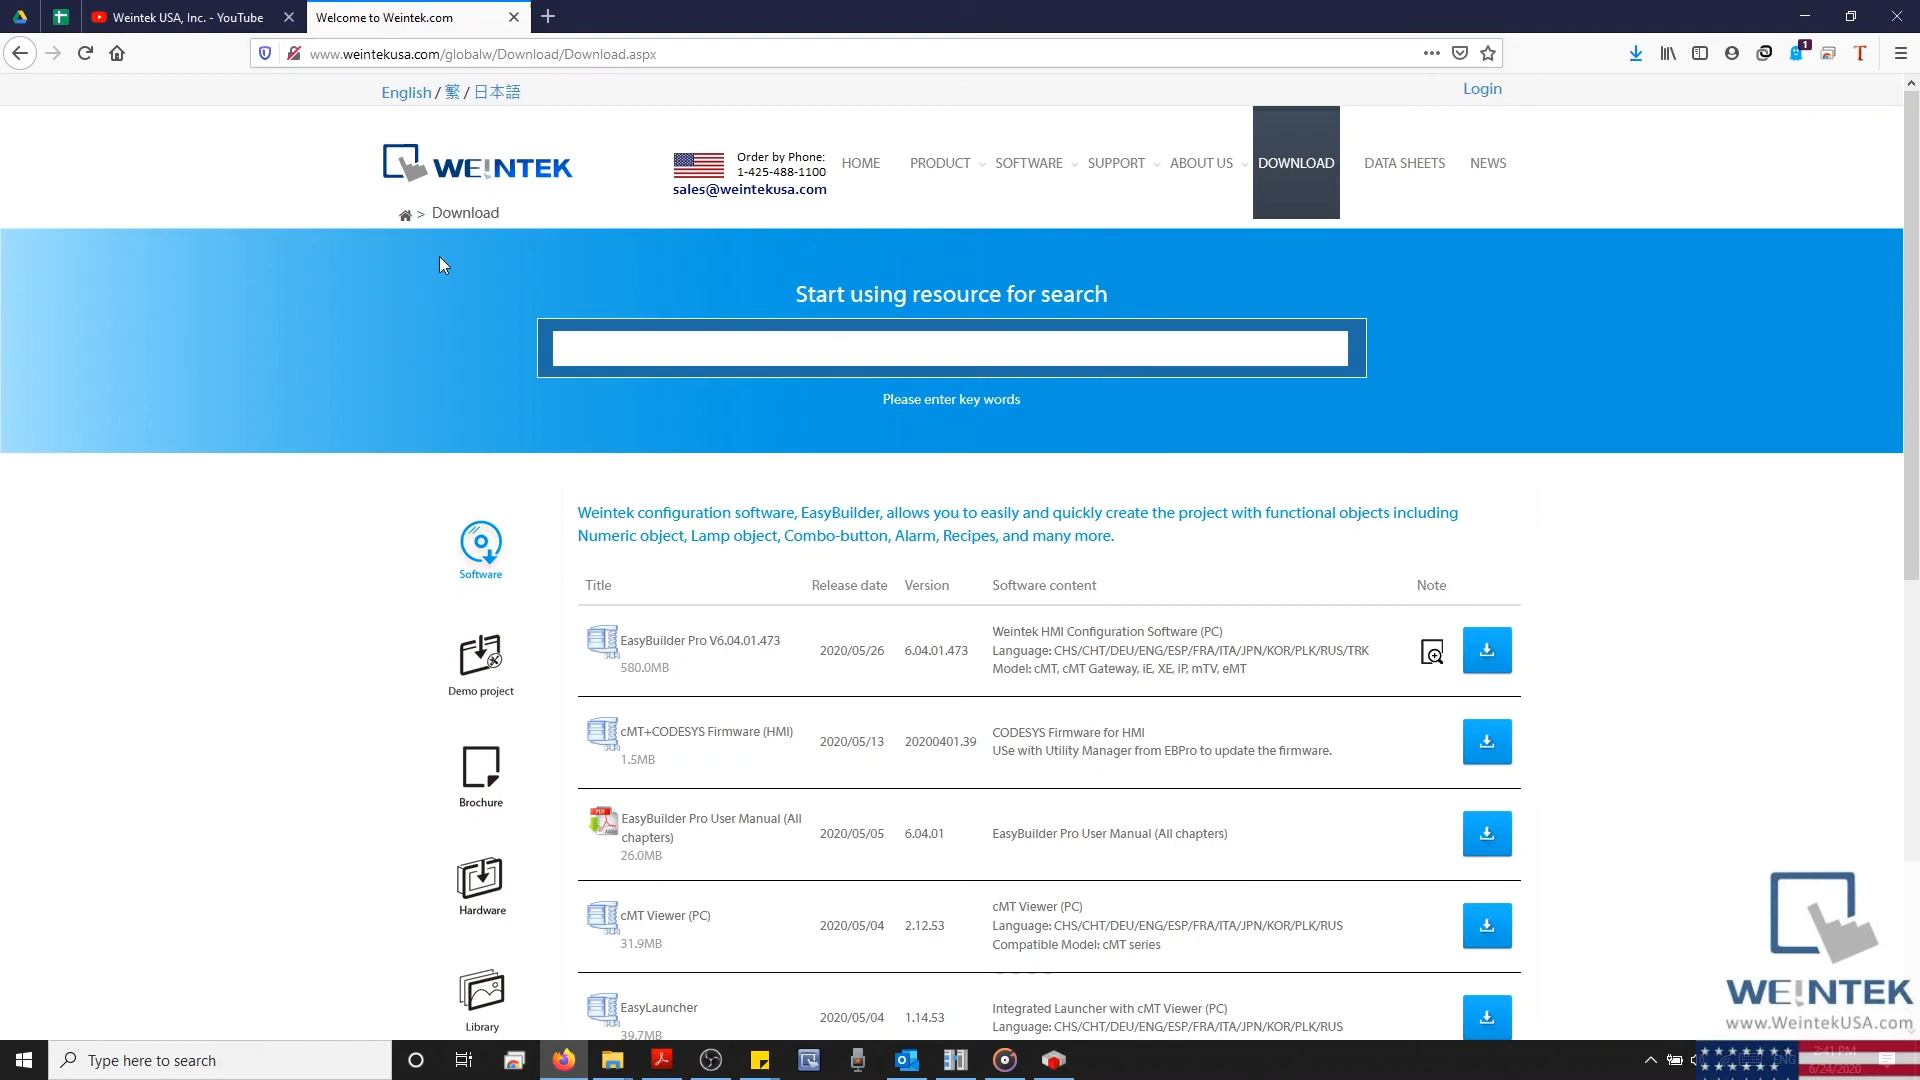 Weintek USA, Inc. - YouTube
Welcome to Weintek.com
www.weintekusa.com/globalw/Download/Download.aspx
1
T
English / 繁 / 日本語
Login
WE!NTEK
Order by Phone:
1-425-488-1100
sales@weintekusa.com
HOME
PRODUCT
SOFTWARE
SUPPORT
ABOUT US
DOWNLOAD
DATA SHEETS
NEWS
> Download
Start using resource for search
Please enter key words
Software
Demo project
Brochure
Hardware
Library
Weintek configuration software, EasyBuilder, allows you to easily and quickly create the project with functional objects including
Numeric object, Lamp object, Combo-button, Alarm, Recipes, and many more.
Title Release date Version Software content Note
EasyBuilder Pro V6.04.01.473
580.0MB
2020/05/26
6.04.01.473
Weintek HMI Configuration Software (PC)
Language: CHS/CHT/DEU/ENG/ESP/FRA/ITA/JPN/KOR/PLK/RUS/TRK
Model: cMT, cMT Gateway, iE, XE, iP, mTV, eMT
cMT+CODESYS Firmware (HMI)
1.5MB
2020/05/13
20200401.39
CODESYS Firmware for HMI
USe with Utility Manager from EBPro to update the firmware.
EasyBuilder Pro User Manual (All
chapters)
26.0MB
2020/05/05
6.04.01
EasyBuilder Pro User Manual (All chapters)
cMT Viewer (PC)
31.9MB
2020/05/04
2.12.53
cMT Viewer (PC)
Language: CHS/CHT/DEU/ENG/ESP/FRA/ITA/JPN/KOR/PLK/RUS
Compatible Model: cMT series
EasyLauncher
39.7MB
2020/05/04
1.14.53
Integrated Launcher with cMT Viewer (PC)
Language: CHS/CHT/DEU/ENG/ESP/FRA/ITA/JPN/KOR/PLK/RUS
WE!NTEK
www.WeintekUSA.com
Type here to search
2:41 PM
6/24/2020